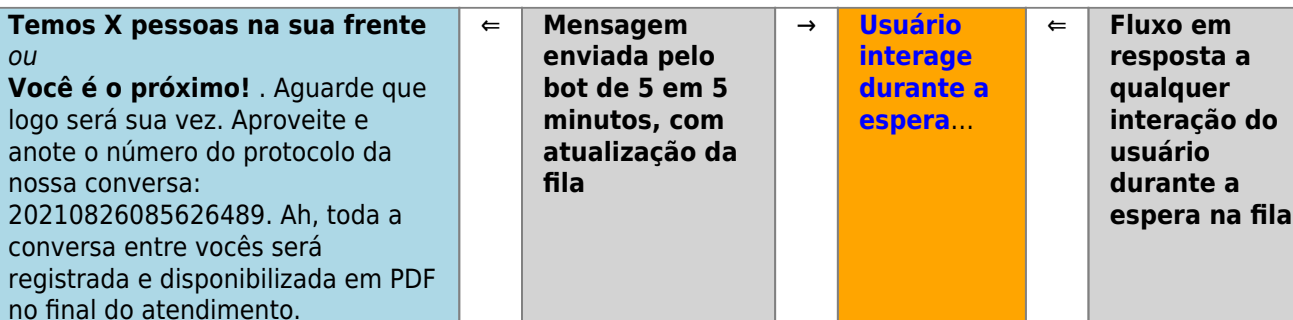 Temos X pessoas na sua frente
ou
Você é o próximo! . Aguarde que
logo será sua vez. Aproveite e
anote o número do protocolo da
nossa conversa:
20210826085626489. Ah, toda a
conversa entre vocês será
registrada e disponibilizada em PDF
no final do atendimento.
⇐
Mensagem
enviada pelo
bot de 5 em 5
minutos, com
atualização da
fila
→
Usuário
interage
durante a
espera...
⇐
Fluxo em
resposta a
qualquer
interação do
usuário
durante a
espera na fila